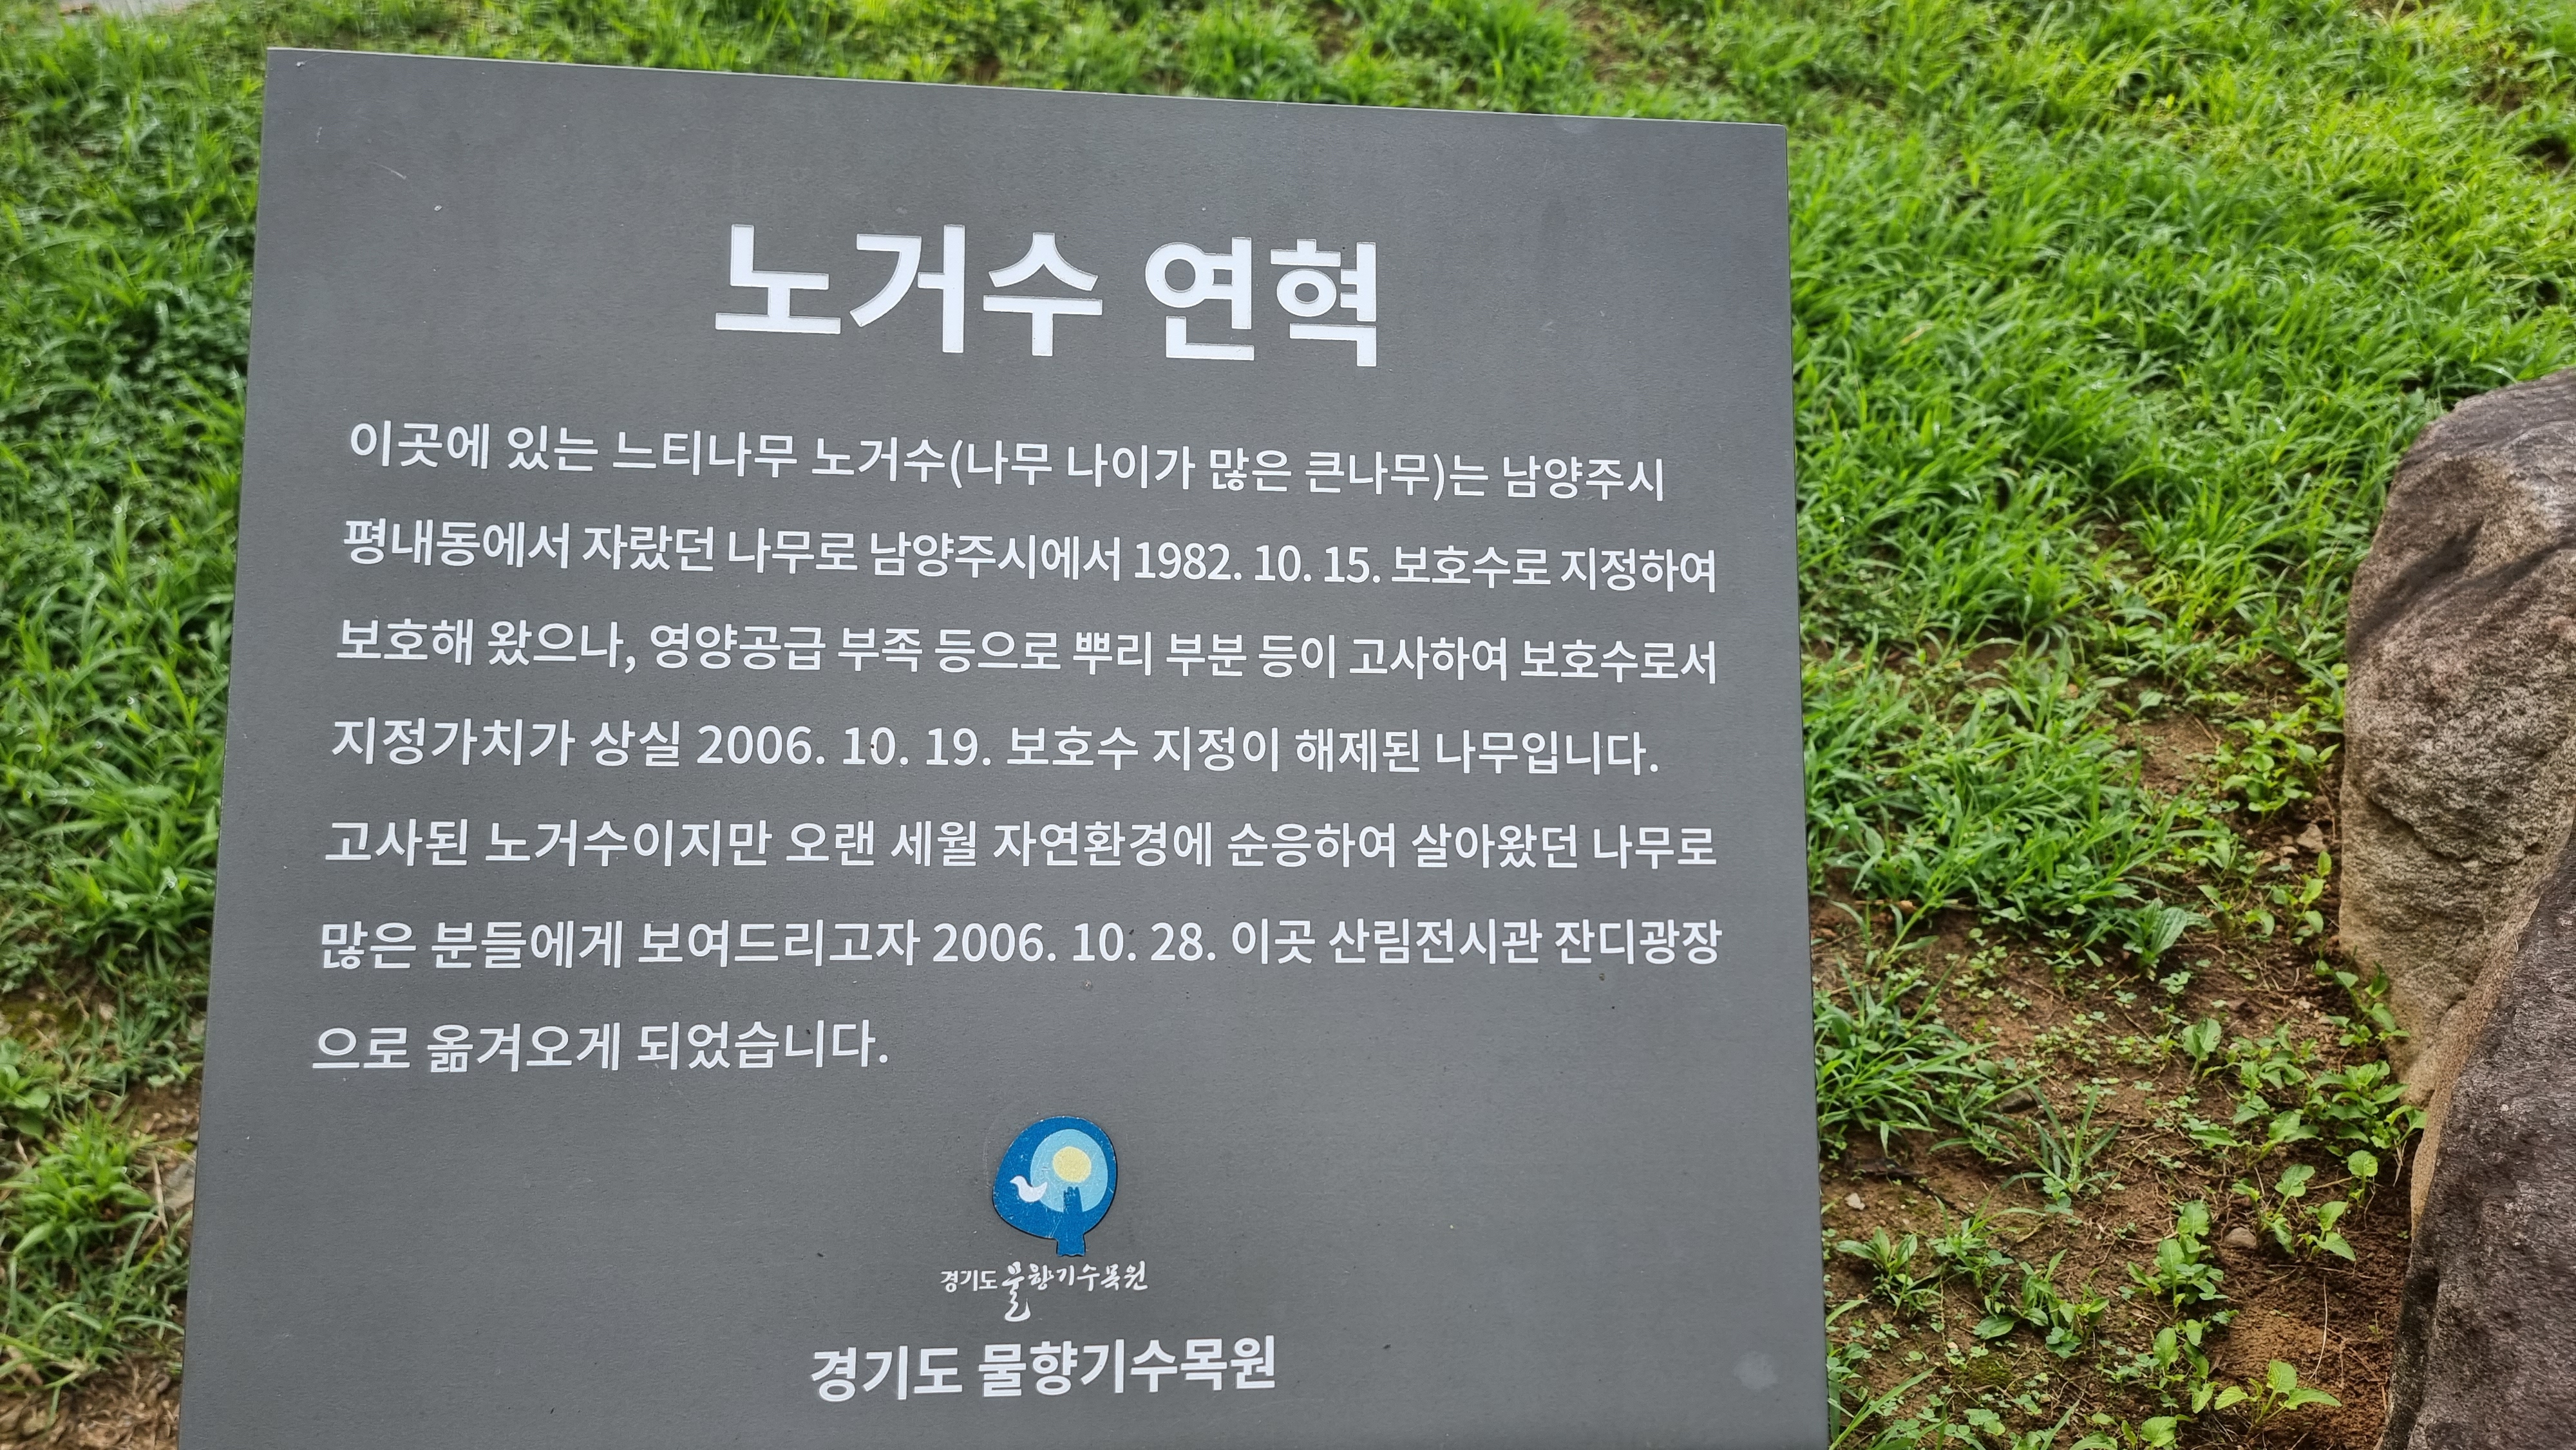 노거수 연혁
이곳에 있는 느티나무 노거수(나무 나이가 많은 큰나무)는 남양주시
평내동에서 자랐던 나무로 남양주시에서 1982. 10. 15. 보호수로 지정하여
보호해 왔으나, 영양공급 부족 등으로 뿌리 부분 등이 고사하여 보호수로서
지정가치가 상실 2006. 10. 19. 보호수 지정이 해제된 나무입니다.
고사된 노거수이지만 오랜 세월 자연환경에 순응하여 살아왔던 나무로
많은 분들에게 보여드리고자 2006. 10. 28. 이곳 산림전시관 잔디광장
으로 옮겨오게 되었습니다.
경기도 물향기수목원
경기도 물향기수목원